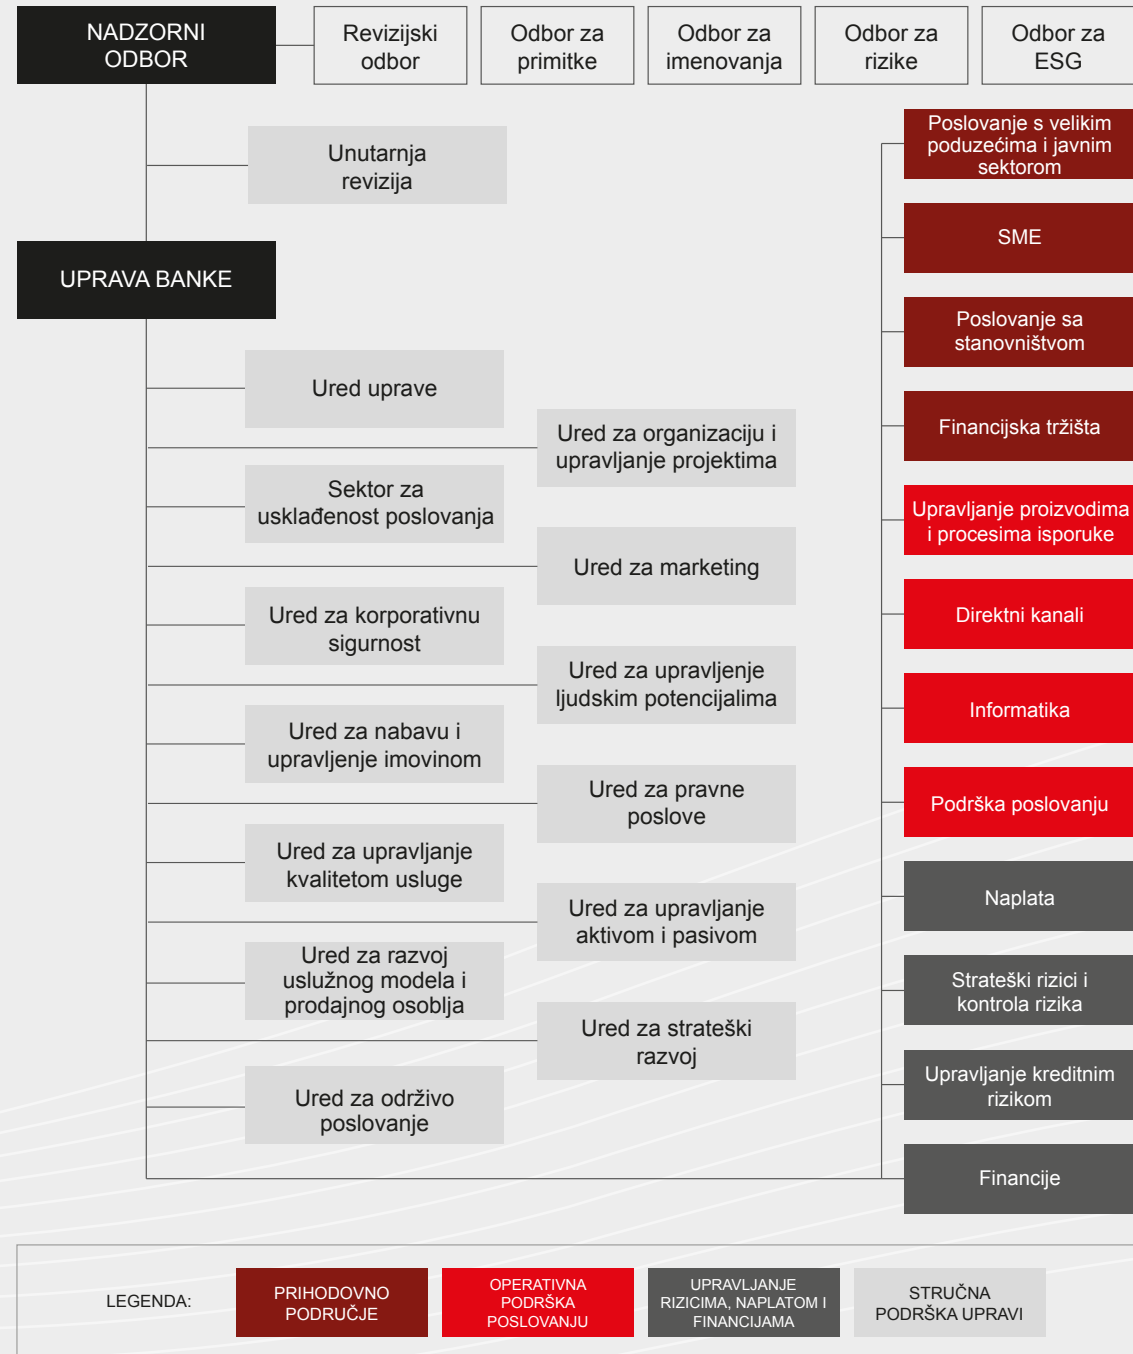 NADZORNI
ODBOR
Revizijski
odbor
Odbor za
primitke
Odbor za
imenovanja
Odbor za
rizike
Odbor za
ESG
Unutarnja
revizija
UPRAVA BANKE
Ured uprave
Ured za organizaciju i
upravljanje projektima
Sektor za
usklađenost poslovanja
Ured za marketing
Ured za korporativnu
sigurnost
Ured za upravljenje
ljudskim potencijalima
Ured za nabavu i
upravljenje imovinom
Ured za pravne
poslove
Ured za upravljanje
kvalitetom usluge
Ured za upravljanje
aktivom i pasivom
Ured za razvoj
uslužnog modela i
prodajnog osoblja
Ured za strateški
razvoj
Ured za održivo
poslovanje
Poslovanje s velikim
poduzećima i javnim
sektorom
SME
Poslovanje sa
stanovništvom
Financijska tržišta
Upravljanje proizvodima
i procesima isporuke
Direktni kanali
Informatika
Podrška poslovanju
Naplata
Strateški rizici i
kontrola rizika
Upravljanje kreditnim
rizikom
Financije
LEGENDA:
PRIHODOVNO
PODRUČJE
OPERATIVNA
PODRŠKA
POSLOVANJU
UPRAVLJANJE
RIZICIMA, NAPLATOM I
FINANCIJAMA
STRUČNA
PODRŠKA UPRAVI